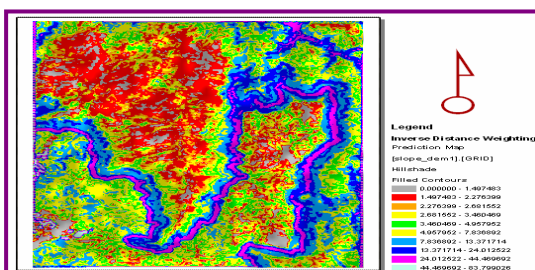 Legend
Inverse Distance Weighting
Prediction Map
[slope_dem1].[GRID]
Hillshade
Filled Contours
0.000000 - 1.497483
1.497483 - 2.276399
2.276399 - 2.681552
2.681552 - 3.460469
3.460469 - 4.957952
4.957952 - 7.836892
7.836892 - 13.371714
13.371714 - 24.012522
24.012522 - 44.469692
44.469692 - 83.799026